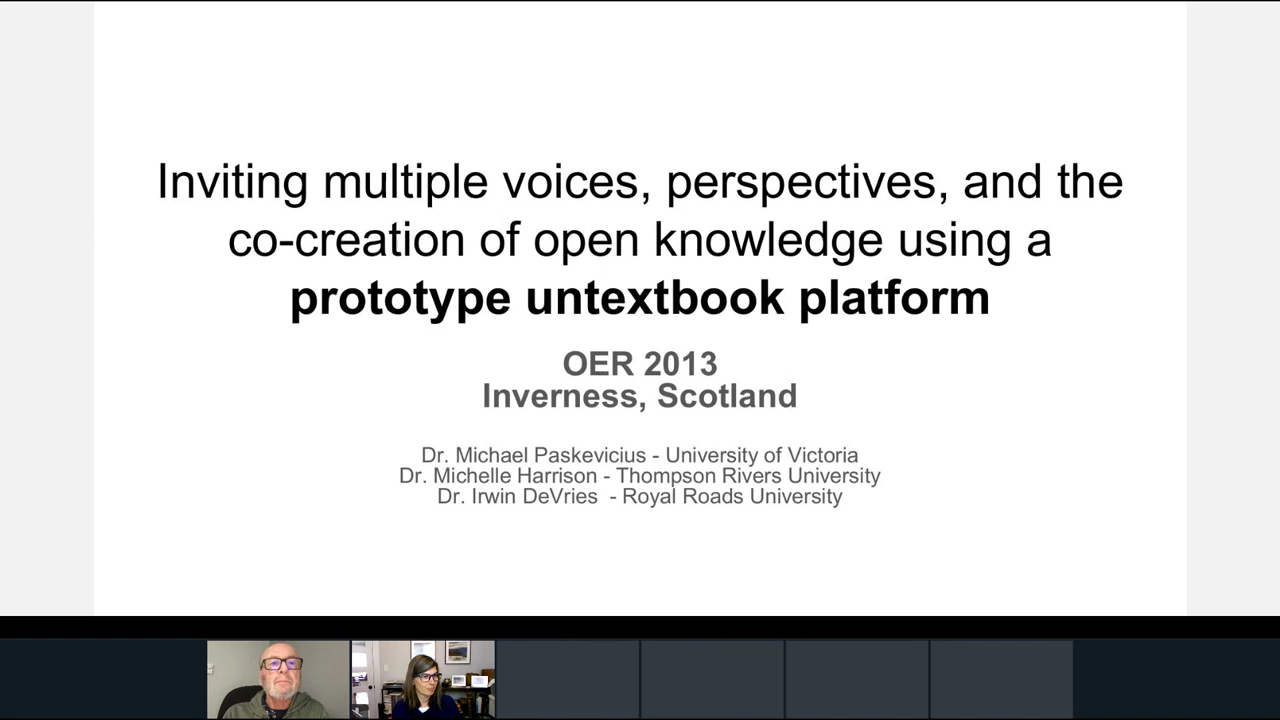 Inviting multiple voices, perspectives, and the
co-creation of open knowledge using a
prototype untextbook platform
OER 2013
Inverness, Scotland
Dr. Michael Paskevicius - University of Victoria
Dr. Michelle Harrison - Thompson Rivers University
Dr. Irwin DeVries - Royal Roads University